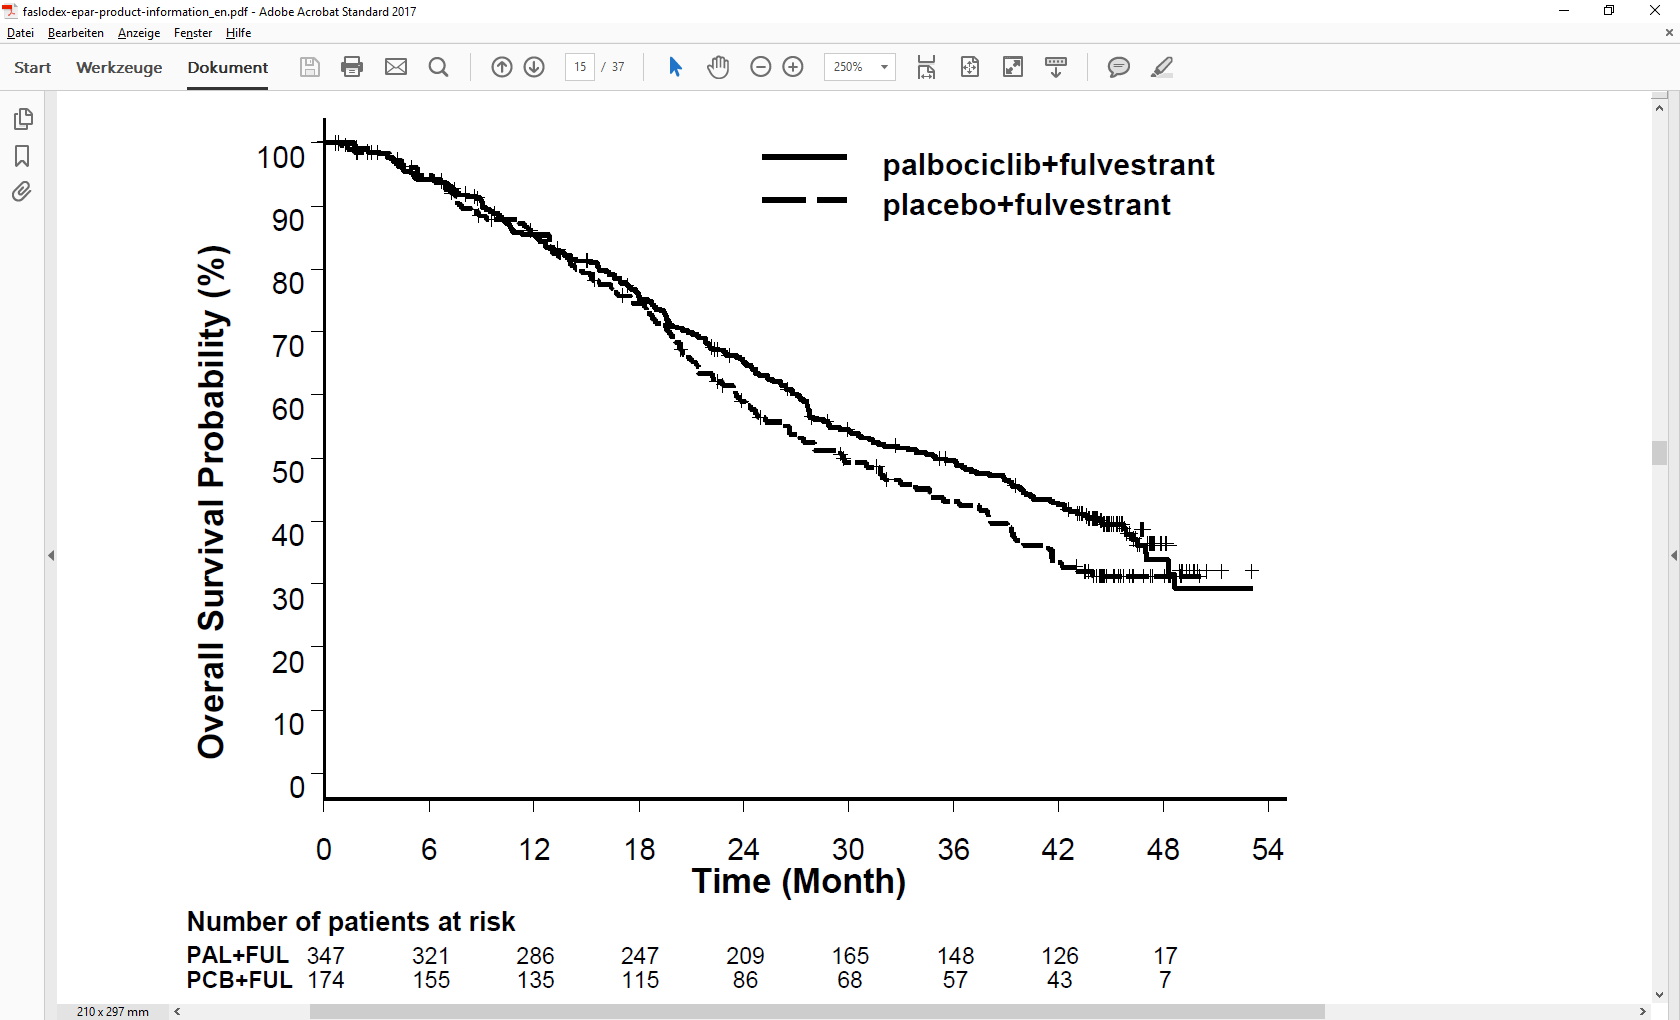 faslodex-epar-product-information_en.pdf - Adobe Acrobat Standard 2017
Datei Bearbeiten Anzeige Fenster Hilfe
Start Werkzeuge Dokument 15 / 37 250%
palbociclib+fulvestrant
placebo+fulvestrant
Overall Survival Probability (%)
100
90
80
70
60
50
40
30
20
10
0
0 6 12 18 24 30 36 42 48 54
Time (Month)
Number of patients at risk
PAL+FUL 347 321 286 247 209 165 148 126 17
PCB+FUL 174 155 135 115 86 68 57 43 7
210 x 297 mm